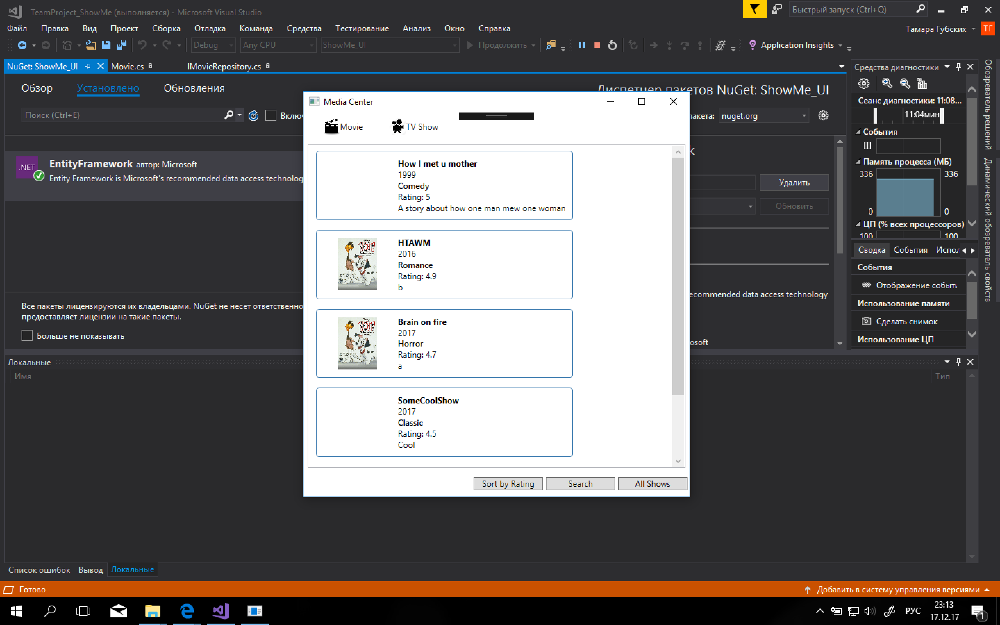 TeamProject_ShowMe (выполняется) - Microsoft Visual Studio
Быстрый запуск (Ctrl+Q)
Файл Правка Вид Проект Сборка Отладка Команда Средства Тестирование Анализ Окно Справка
Тамара Губских ТГ
Debug Any CPU ShowMe_UI Продолжить Application Insights
NuGet: ShowMe_UI Movie.cs IMovieRepository.cs
Обзор Установлено Обновления
Диспетчер пакетов NuGet: ShowMe_UI
Поиск (Ctrl+E) Вклю
пакета: nuget.org
.NET
EntityFramework автор: Microsoft
Entity Framework is Microsoft's recommended data access technolog
Удалить
Обновить
ecommended data access technology
osoft
Все пакеты лицензируются их владельцами. NuGet не несет ответственно
предоставляет лицензии на такие пакеты.
Больше не показывать
Media Center
Movie TV Show
How I met u mother
1999
Comedy
Rating: 5
A story about how one man mew one woman
HTAWM
2016
Romance
Rating: 4.9
b
Brain on fire
2017
Horror
Rating: 4.7
a
SomeCoolShow
2017
Classic
Rating: 4.5
Cool
Sort by Rating Search All Shows
Средства диагностики
Сеанс диагностики: 11:08...
11:04мин
События
Память процесса (МБ)
336 336
0 0
ЦП (% всех процессоров)
100 100
Сводка События Испол
События
Отображение событи
Использование памяти
Сделать снимок
Использование ЦП
Обозреватель решений
Динамический обозреватель свойств
Локальные
Имя Тип
Список ошибок Вывод Локальные
Готово
Добавить в систему управления версиями
РУС
23:13
17.12.17
1